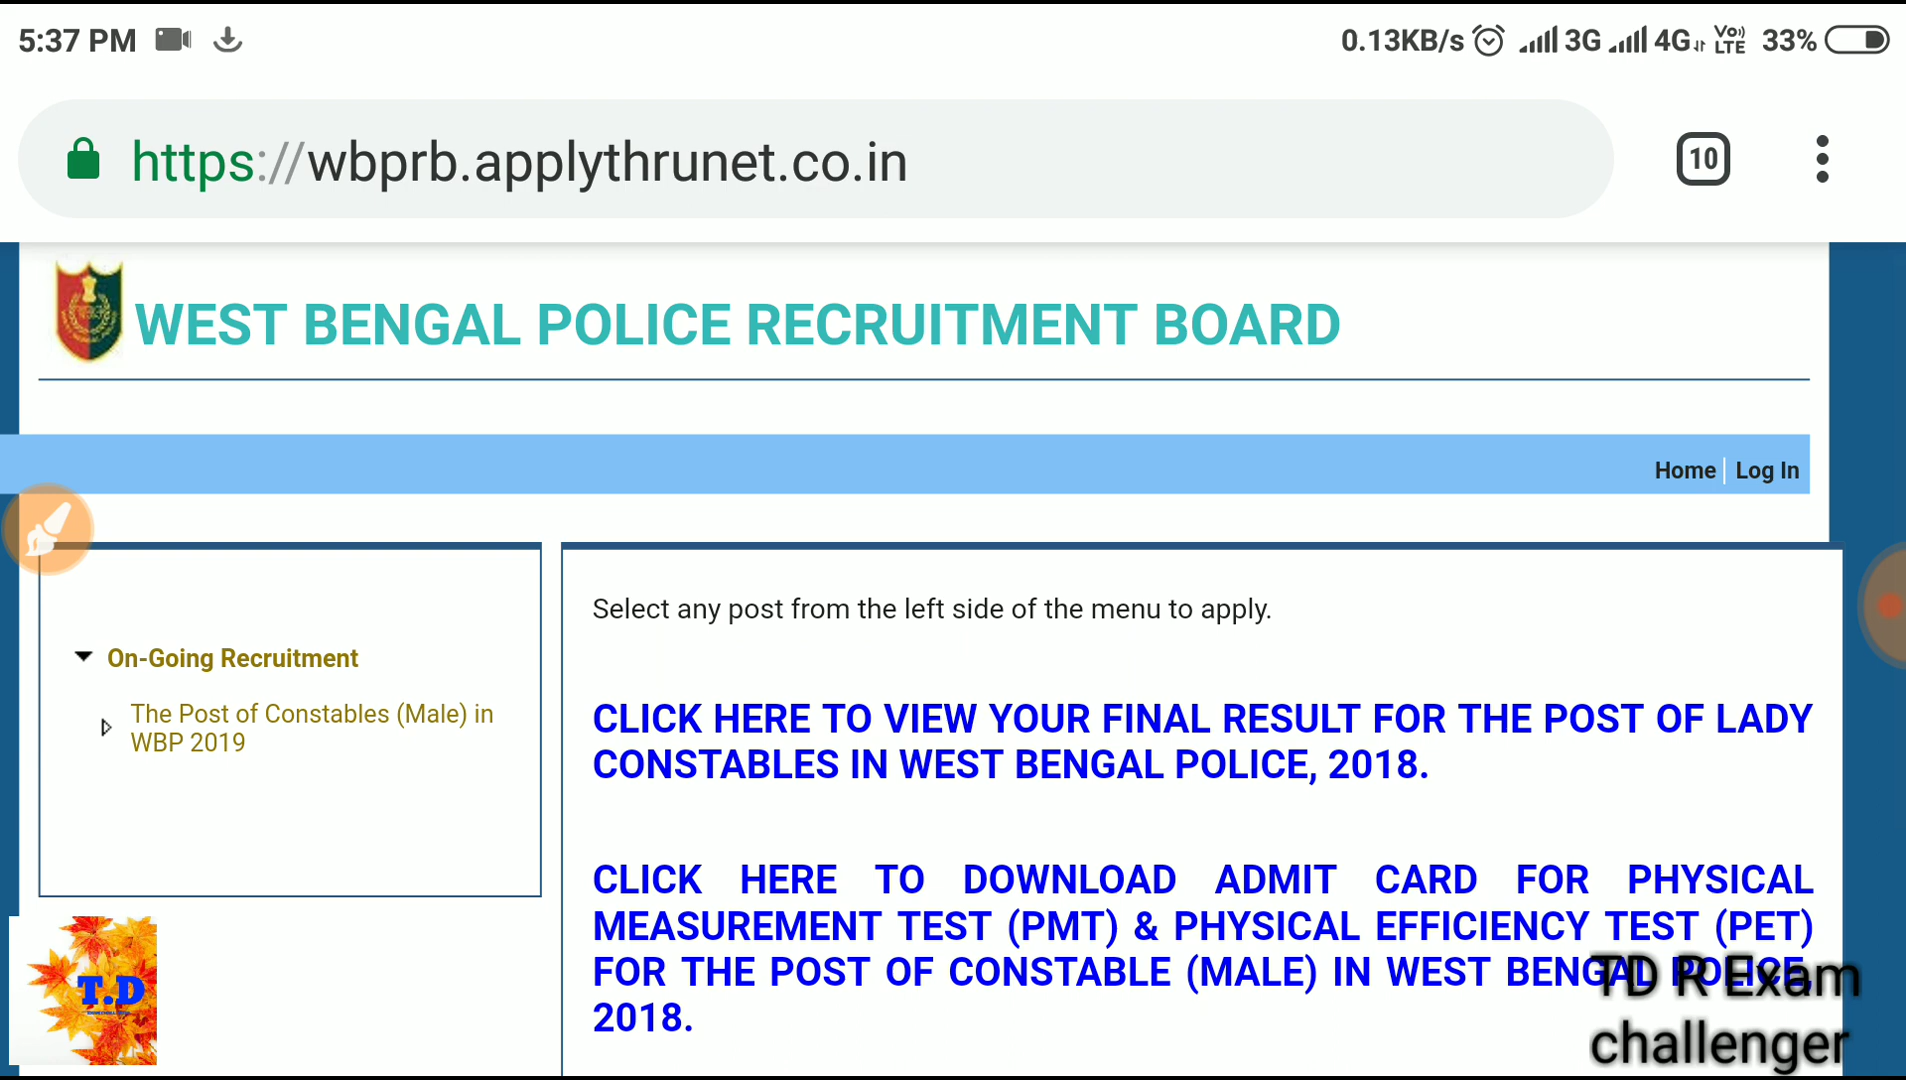 5:37 PM
0.13KB/s 3G 4G Vo)) LTE 33%
https://wbprb.applythrunet.co.in
10
WEST BENGAL POLICE RECRUITMENT BOARD
Home Log In
On-Going Recruitment
The Post of Constables (Male) in
WBP 2019
Select any post from the left side of the menu to apply.
CLICK HERE TO VIEW YOUR FINAL RESULT FOR THE POST OF LADY
CONSTABLES IN WEST BENGAL POLICE, 2018.
CLICK HERE TO DOWNLOAD ADMIT CARD FOR PHYSICAL
MEASUREMENT TEST (PMT) & PHYSICAL EFFICIENCY TEST (PET)
FOR THE POST OF CONSTABLE (MALE) IN WEST BENGAL POLICE,
2018.
T.D
TD R Exam
challenger